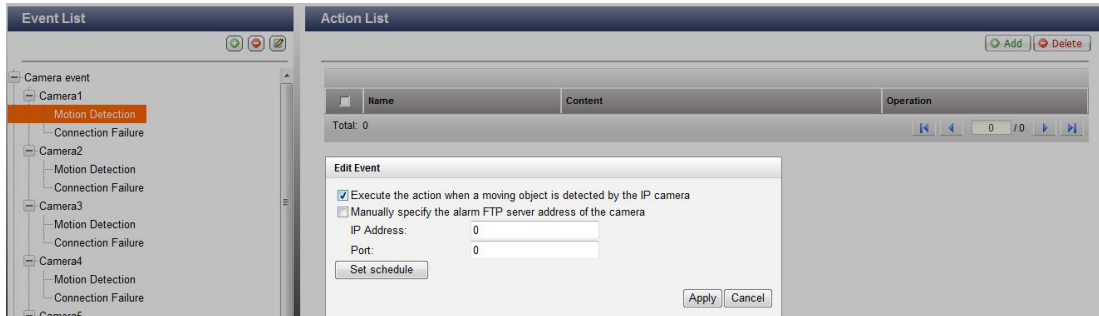 Event List
Action List
Add
Delete
Camera event
Camera1
Motion Detection
Connection Failure
Camera2
Motion Detection
Connection Failure
Camera3
Motion Detection
Connection Failure
Camera4
Motion Detection
Connection Failure
Camera5
Name Content Operation
Total: 0
0 / 0
Edit Event
Execute the action when a moving object is detected by the IP camera
Manually specify the alarm FTP server address of the camera
IP Address: 0
Port: 0
Set schedule
Apply Cancel